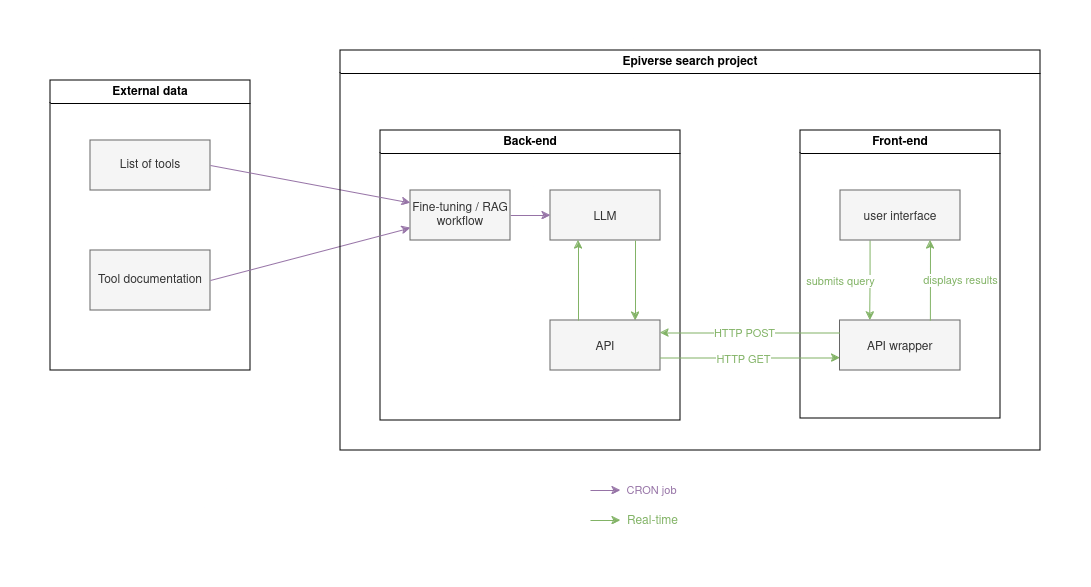 Epiverse search project
External data
Back-end
Front-end
List of tools
Fine-tuning / RAG
workflow
LLM
user interface
Tool documentation
submits query
displays results
API
HTTP POST
HTTP GET
API wrapper
CRON job
Real-time